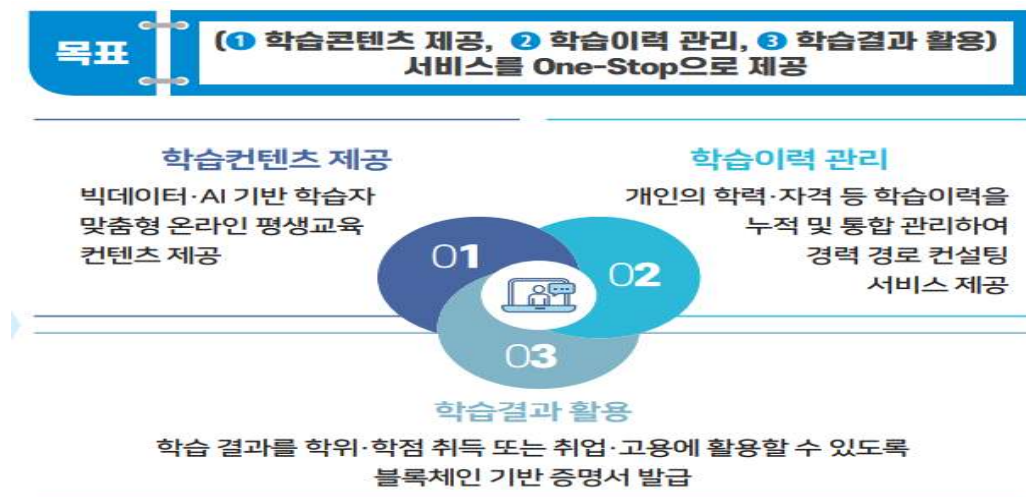 목표
(❶ 학습콘텐츠 제공, ❷ 학습이력 관리, ❸ 학습결과 활용)
서비스를 One-Stop으로 제공
학습컨텐츠 제공
빅데이터·AI 기반 학습자
맞춤형 온라인 평생교육
컨텐츠 제공
학습이력 관리
개인의 학력·자격 등 학습이력을
누적 및 통합 관리하여
경력 경로 컨설팅
서비스 제공
01
02
03
학습결과 활용
학습 결과를 학위·학점 취득 또는 취업·고용에 활용할 수 있도록
블록체인 기반 증명서 발급